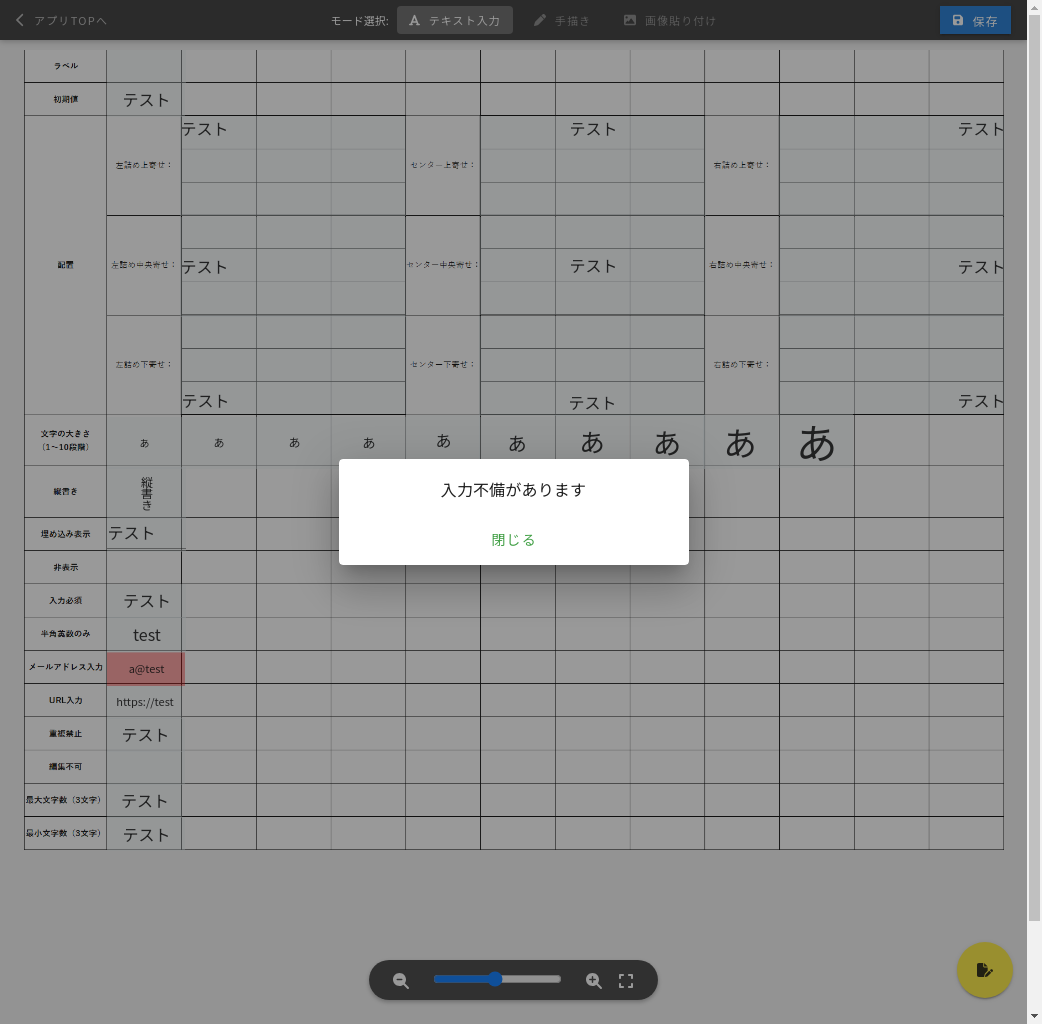 アプリTOPへ
モード選択:
テキスト入力
手描き
画像貼り付け
保存
ラベル
初期値
テスト
配置
左詰め上寄せ：
テスト
センター上寄せ：
テスト
右詰め上寄せ：
テスト
左詰め中央寄せ：
テスト
センター中央寄せ：
テスト
右詰め中央寄せ：
テスト
左詰め下寄せ：
テスト
センター下寄せ：
テスト
右詰め下寄せ：
テスト
文字の大きさ
（1～10段階）
あ あ あ あ あ あ あ あ あ あ
縦書き
縦書き
入力不備があります
閉じる
埋め込み表示
テスト
非表示
入力必須
テスト
半角英数のみ
test
メールアドレス入力
a@test
URL入力
https://test
重複禁止
テスト
編集不可
最大文字数（3文字）
テスト
最小文字数（3文字）
テスト